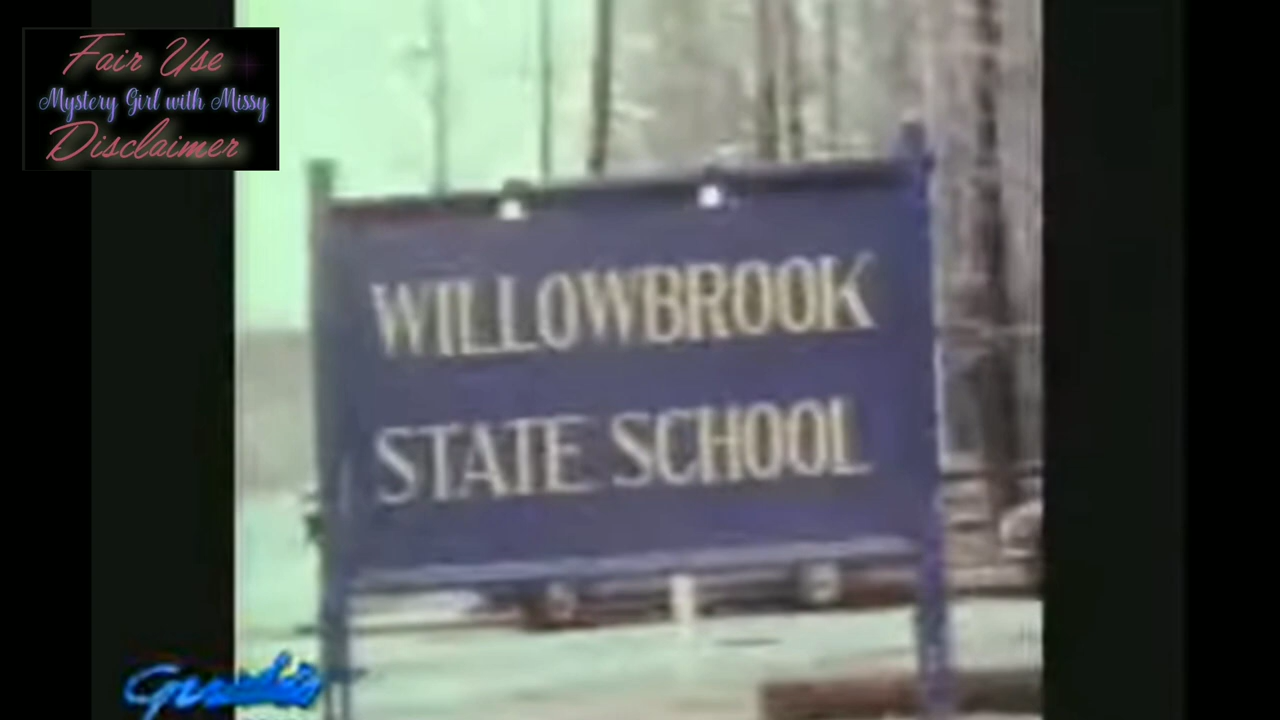 Fair Use
Mystery Girl with Missy
Disclaimer
WILLOWBROOK
STATE SCHOOL